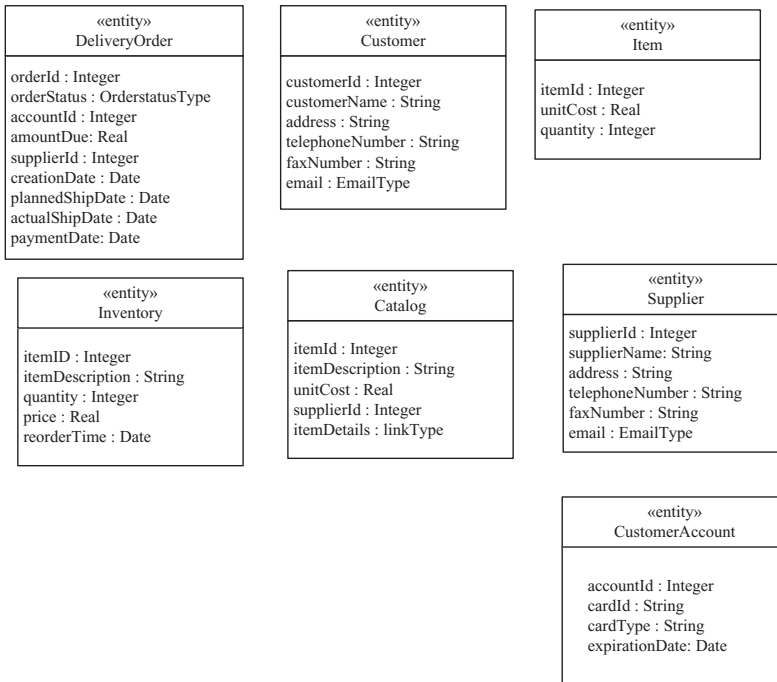 «entity»
DeliveryOrder
orderId : Integer
orderStatus : OrderstatusType
accountId : Integer
amountDue: Real
supplierId : Integer
creationDate : Date
plannedShipDate : Date
actualShipDate : Date
paymentDate: Date
«entity»
Customer
customerId : Integer
customerName : String
address : String
telephoneNumber : String
faxNumber : String
email : EmailType
«entity»
Item
itemId : Integer
unitCost : Real
quantity : Integer
«entity»
Inventory
itemID : Integer
itemDescription : String
quantity : Integer
price : Real
reorderTime : Date
«entity»
Catalog
itemId : Integer
itemDescription : String
unitCost : Real
supplierId : Integer
itemDetails : linkType
«entity»
Supplier
supplierId : Integer
supplierName: String
address : String
telephoneNumber : String
faxNumber : String
email : EmailType
«entity»
CustomerAccount
accountId : Integer
cardId : String
cardType : String
expirationDate: Date